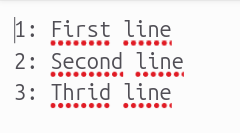 1: First line
2: Second line
3: Thrid line